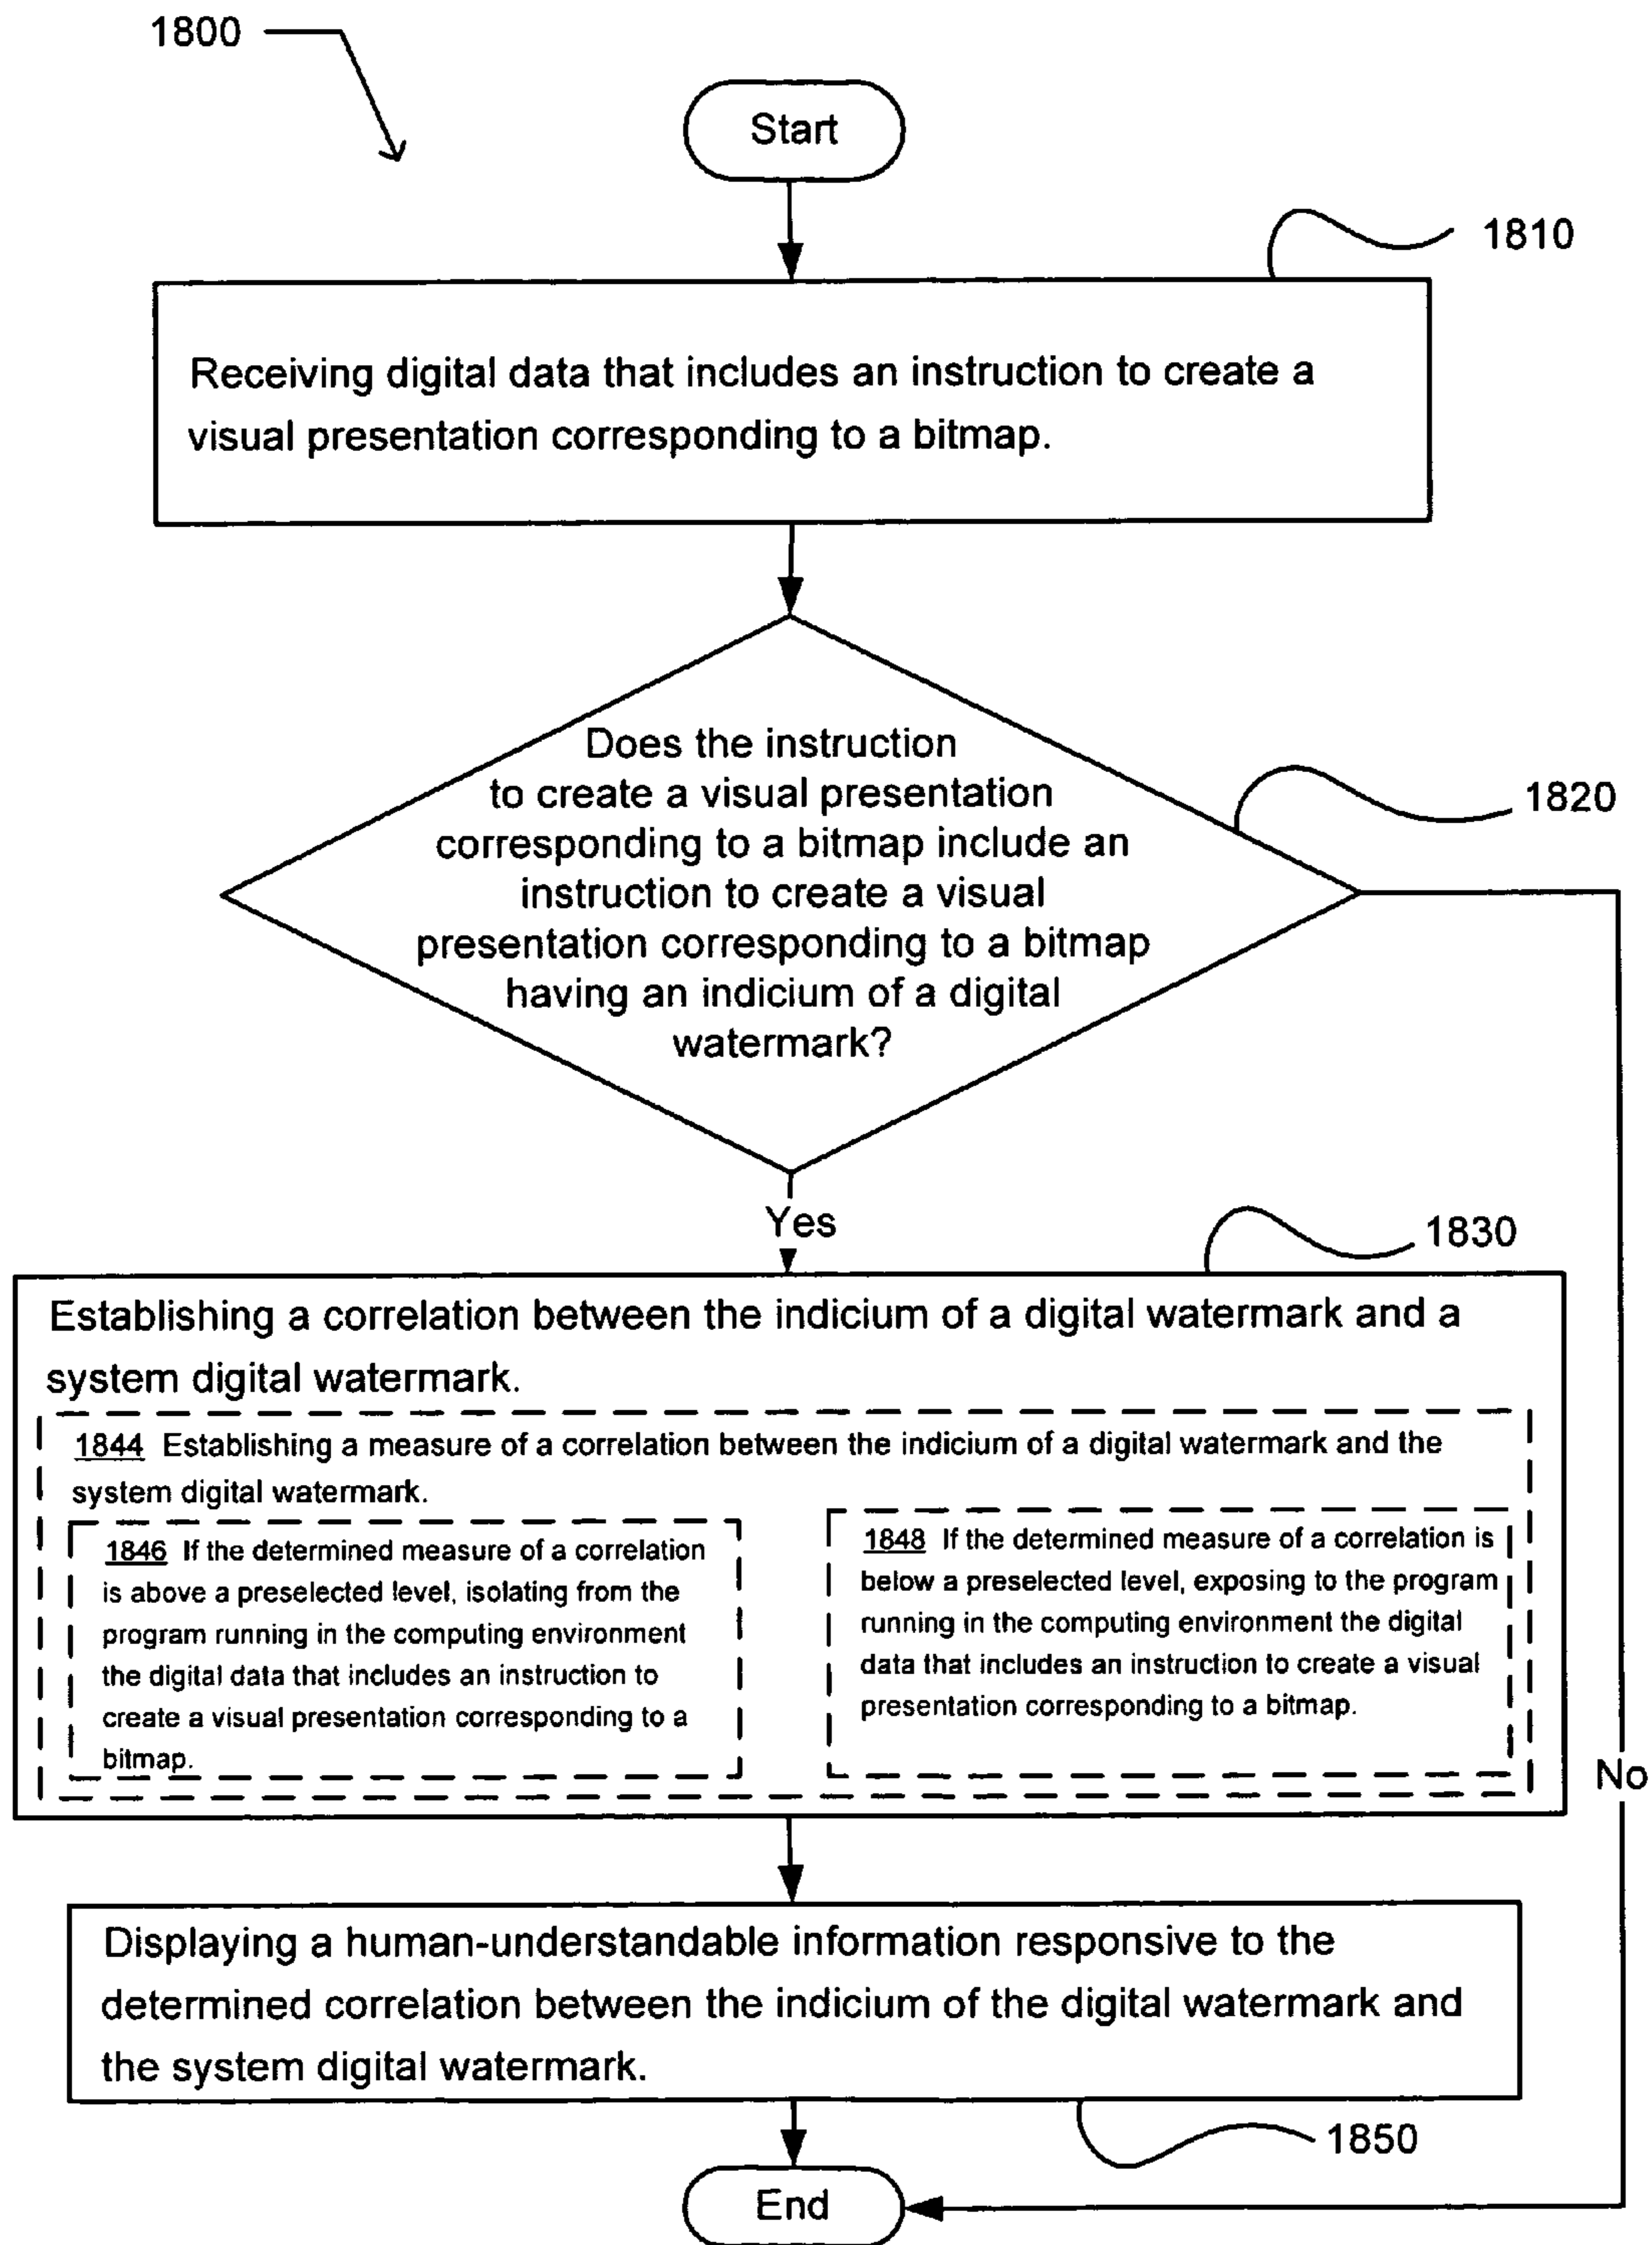 1800
Start
1810
Receiving digital data that includes an instruction to create a
visual presentation corresponding to a bitmap.
Does the instruction
to create a visual presentation
corresponding to a bitmap include an
instruction to create a visual
presentation corresponding to a bitmap
having an indicium of a digital
watermark?
1820
Yes
1830
Establishing a correlation between the indicium of a digital watermark and a
system digital watermark.
1844 Establishing a measure of a correlation between the indicium of a digital watermark and the
system digital watermark.
1846 If the determined measure of a correlation
is above a preselected level, isolating from the
program running in the computing environment
the digital data that includes an instruction to
create a visual presentation corresponding to a
bitmap.
1848 If the determined measure of a correlation is
below a preselected level, exposing to the program
running in the computing environment the digital
data that includes an instruction to create a visual
presentation corresponding to a bitmap.
No
Displaying a human-understandable information responsive to the
determined correlation between the indicium of the digital watermark and
the system digital watermark.
1850
End